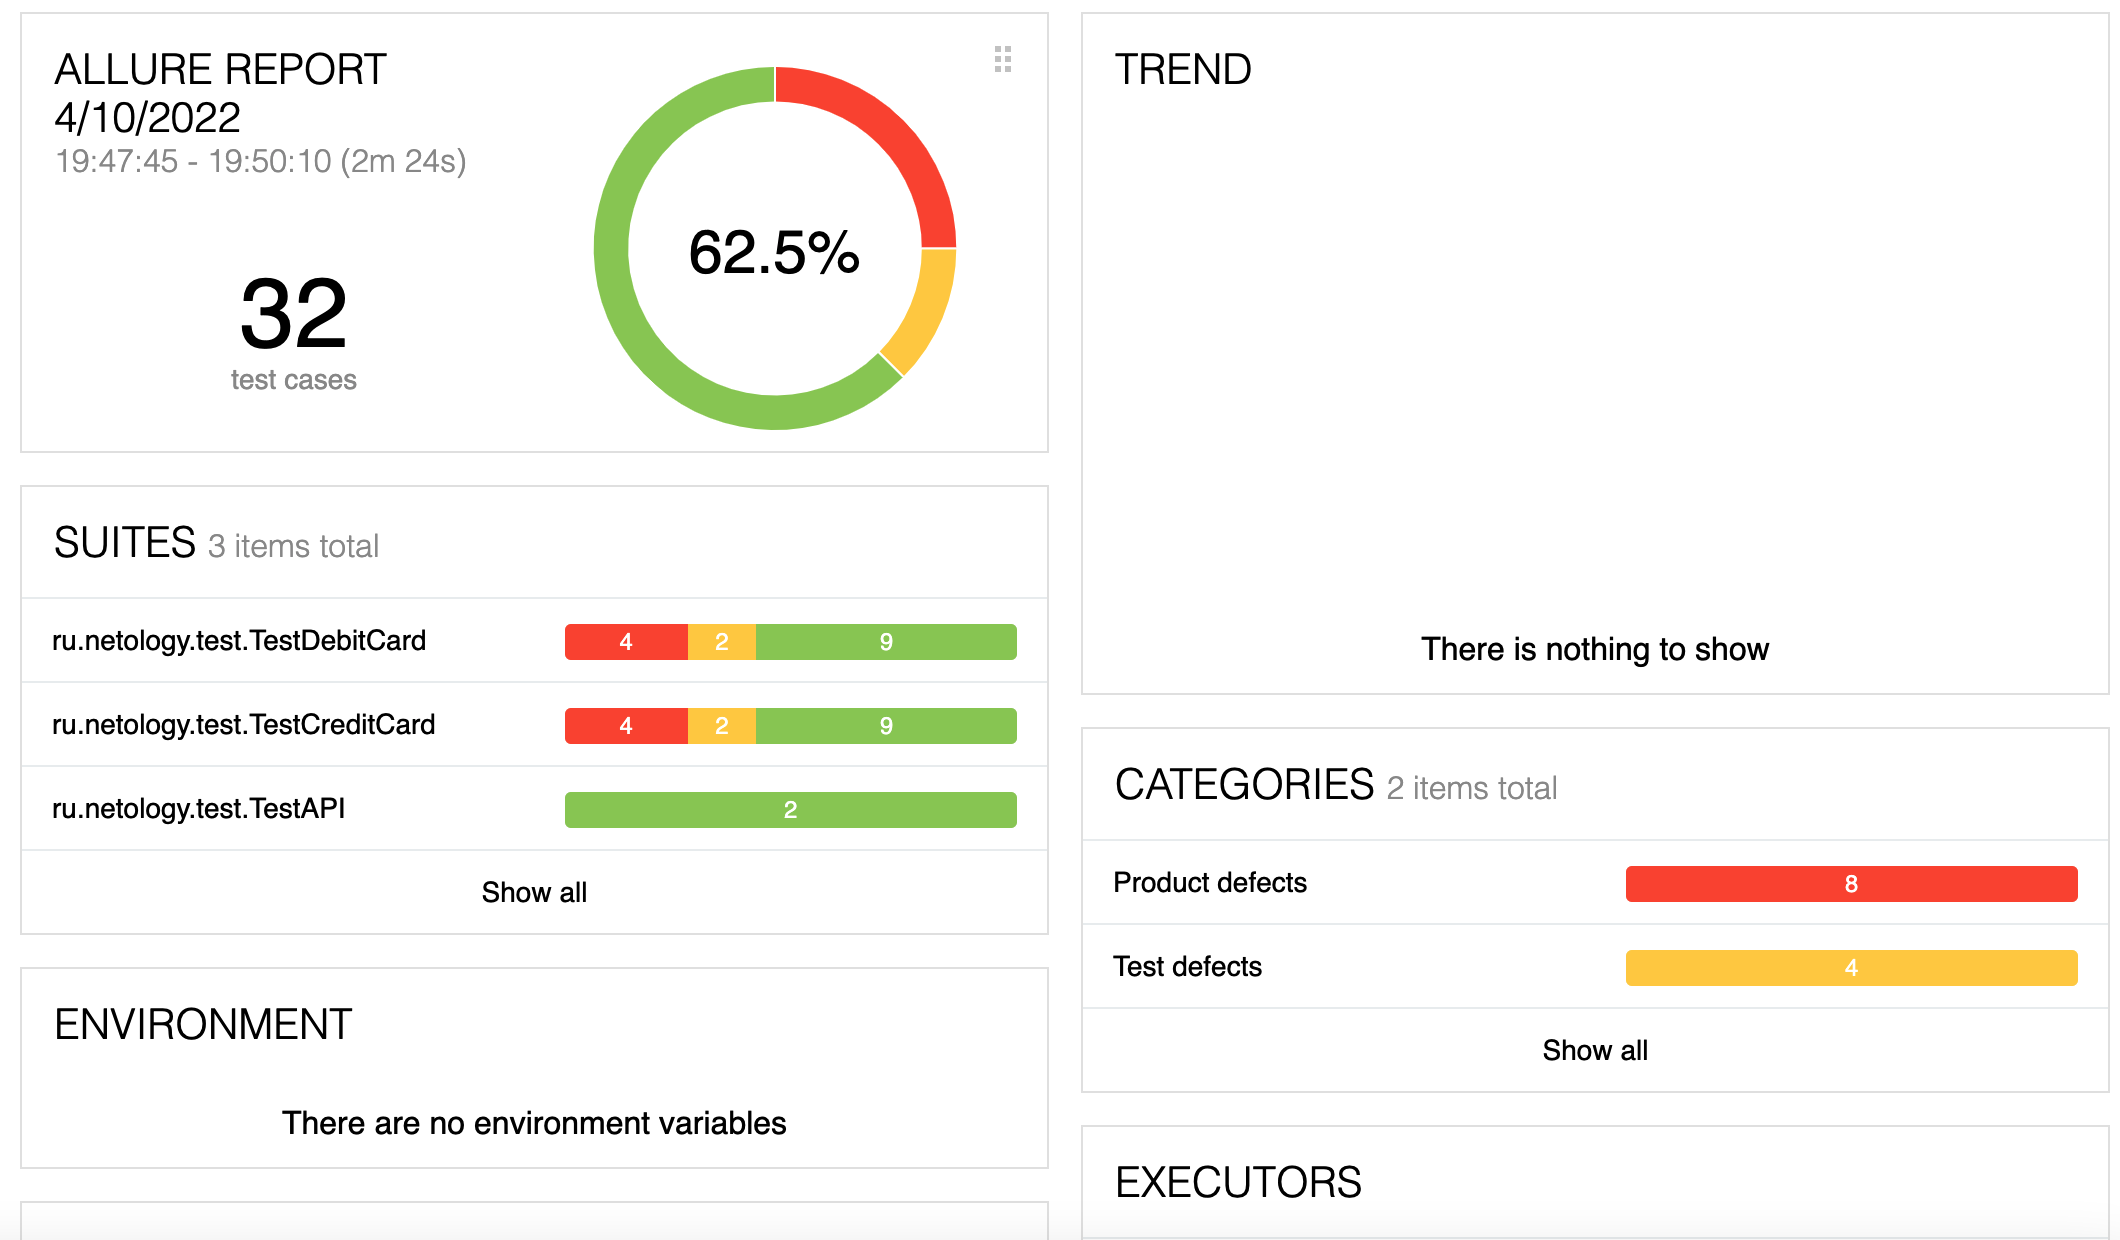 ALLURE REPORT
4/10/2022
19:47:45 - 19:50:10 (2m 24s)
32
test cases
62.5%
SUITES 3 items total
ru.netology.test.TestDebitCard 4 2 9
ru.netology.test.TestCreditCard 4 2 9
ru.netology.test.TestAPI 2
Show all
ENVIRONMENT
There are no environment variables
TREND
There is nothing to show
CATEGORIES 2 items total
Product defects 8
Test defects 4
Show all
EXECUTORS